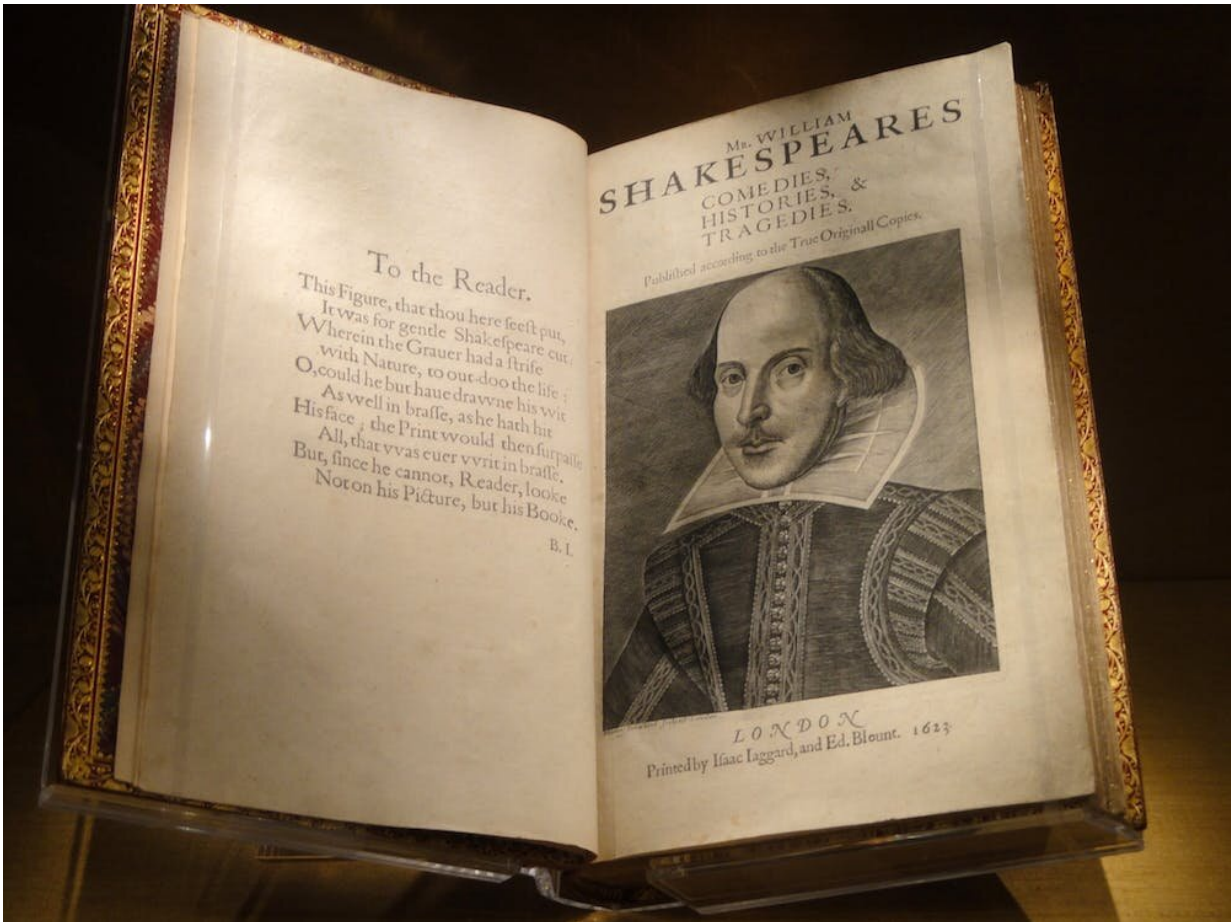 To the Reader.
This Figure, that thou here ſeeſt put,
It was for gentle Shakeſpeare cut;
Wherein the Grauer had a ſtrife
with Nature, to out-doo the life :
O, could he but haue dravvne his vvit
As well in braſſe, as he hath hit
His face ; the Print vvould then ſurpaſſe
All, that vvas euer vvrit in braſſe.
But, ſince he cannot, Reader, looke
Not on his Picture, but his Booke.
B. I.
Mr. WILLIAM
SHAKESPEARES
COMEDIES,
HISTORIES, &
TRAGEDIES.
Publiſhed according to the True Originall Copies.
LONDON
Printed by Iſaac Iaggard, and Ed. Blount. 1623.